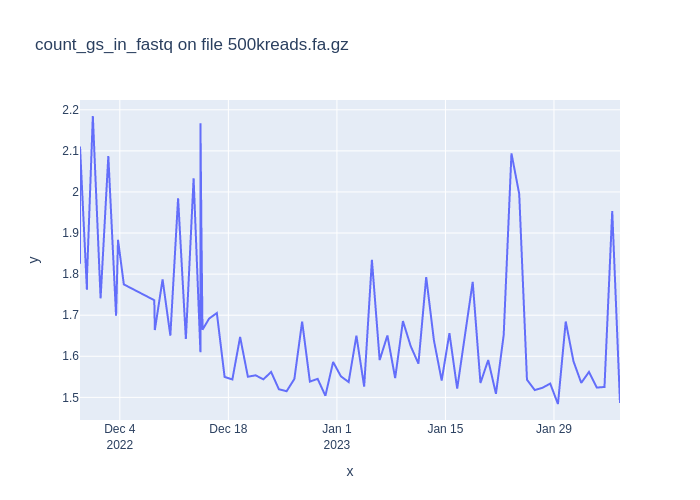 count_gs_in_fastq on file 500kreads.fa.gz
2.2
2.1
2
1.9
1.8
1.7
1.6
1.5
y
Dec 4
2022
Dec 18
Jan 1
2023
Jan 15
Jan 29
x